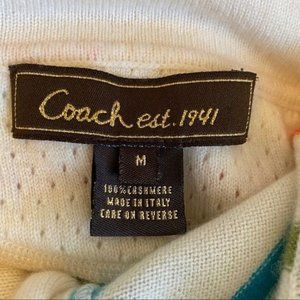 Coach est. 1941
M
100% CASHMERE
MADE IN ITALY
CARE ON REVERSE